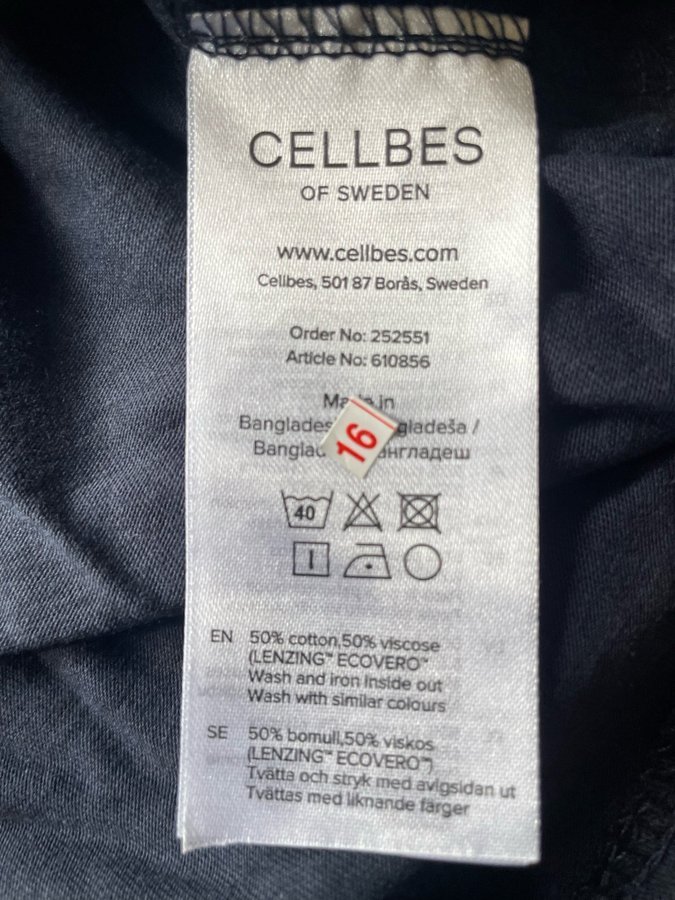 CELLBES
OF SWEDEN
www.cellbes.com
Cellbes, 501 87 Borås, Sweden
Order No: 252551
Article No: 610856
in
16
40
EN 50% cotton,50% viscose
(LENZING™ ECOVERO™
Wash and iron inside out
Wash with similar colours
SE 50% bomull,50% viskos
(LENZING™ ECOVERO™)
Tvätta och stryk med avigsidan ut
Tvättas med liknande färger